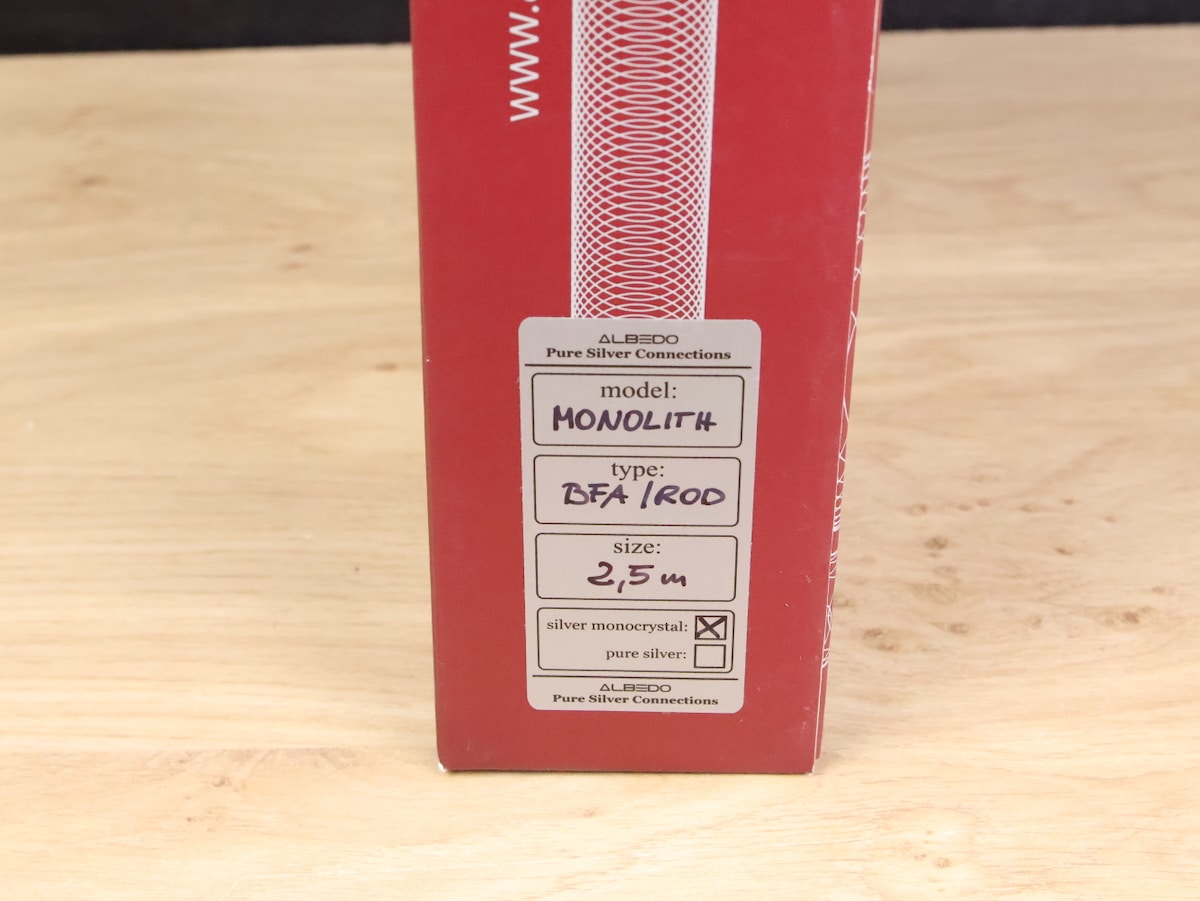 www.
ALBEDO
Pure Silver Connections
model:
MONOLITH
type:
BFA / ROD
size:
2,5 m
silver monocrystal:
pure silver:
ALBEDO
Pure Silver Connections